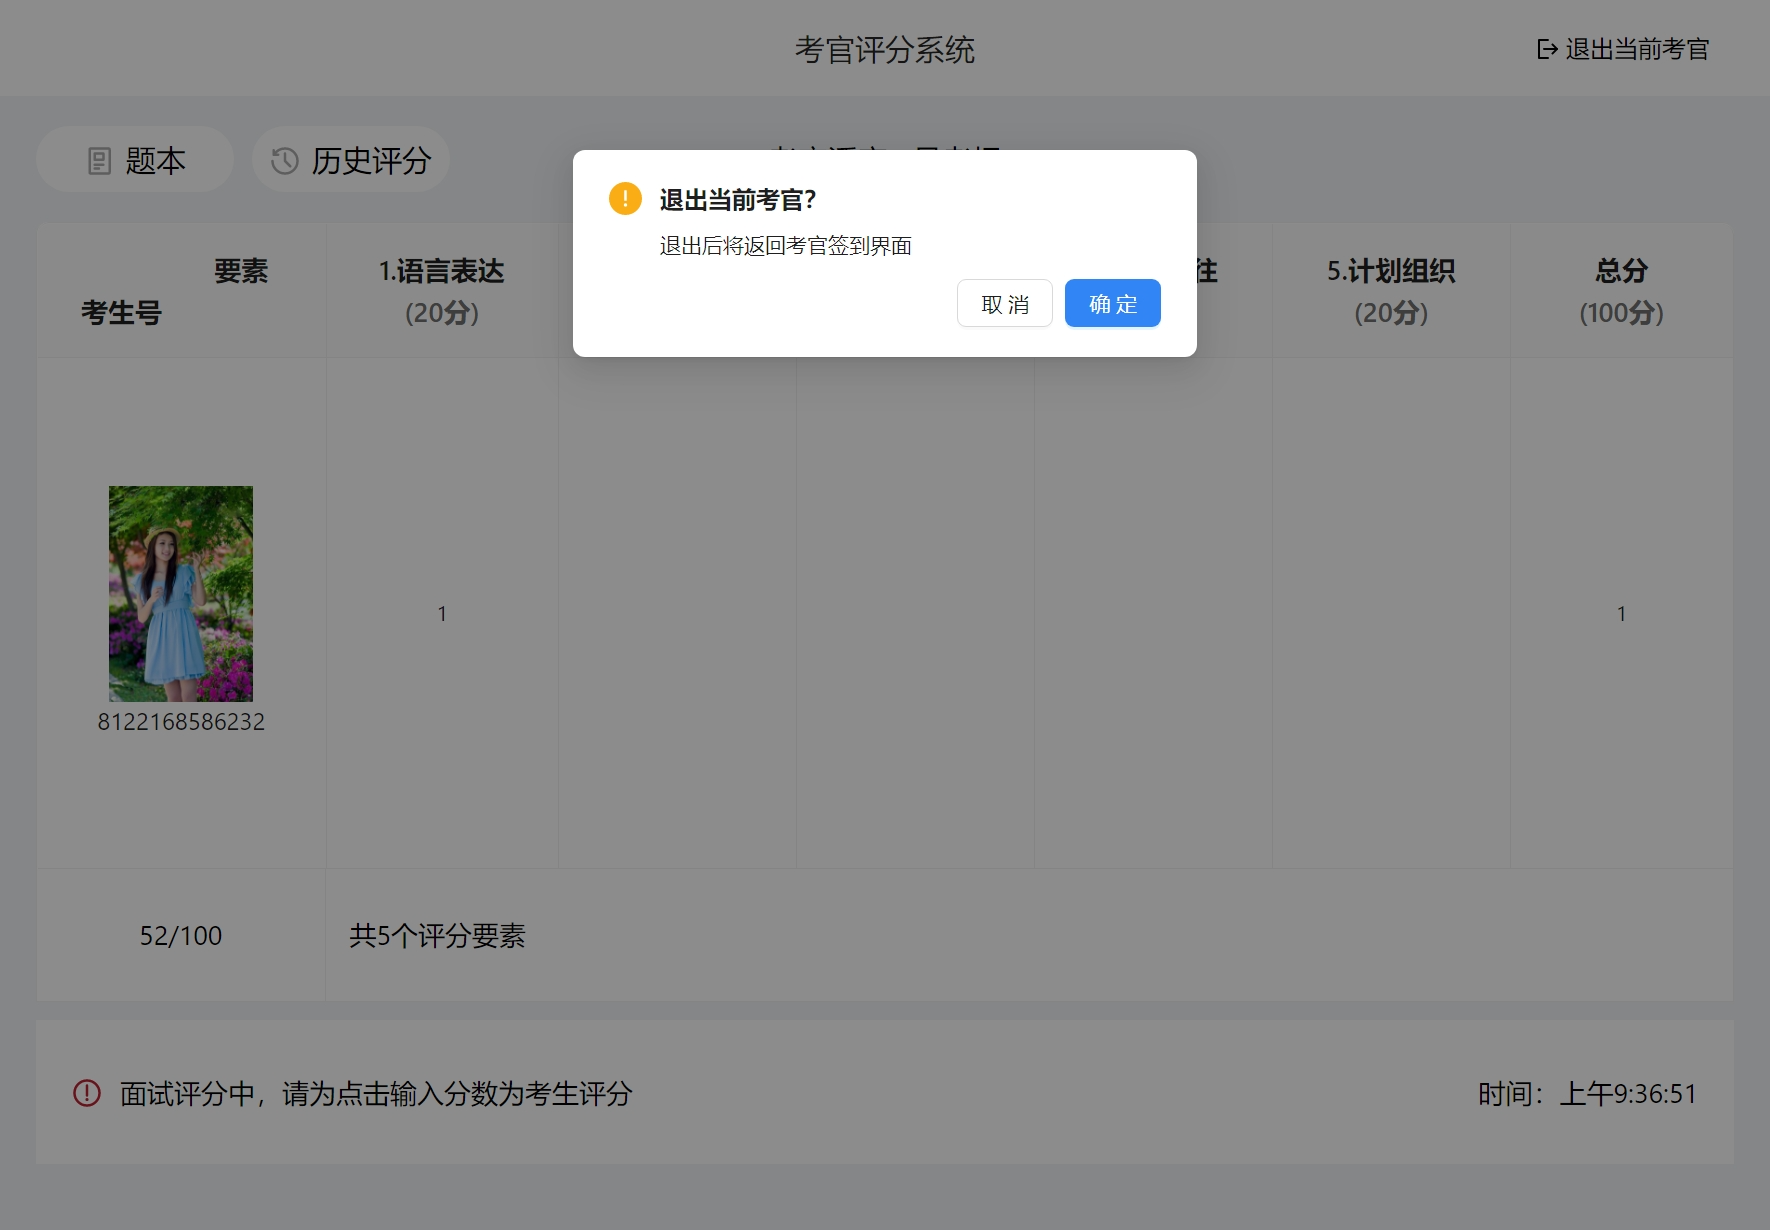 考官评分系统
退出当前考官
题本
历史评分
退出当前考官？
退出后将返回考官签到界面
取 消
确 定
要素
考生号
1.语言表达
(20分)
往
5.计划组织
(20分)
总分
(100分)
1
1
8122168586232
52/100
共5个评分要素
面试评分中，请为点击输入分数为考生评分
时间：上午9:36:51